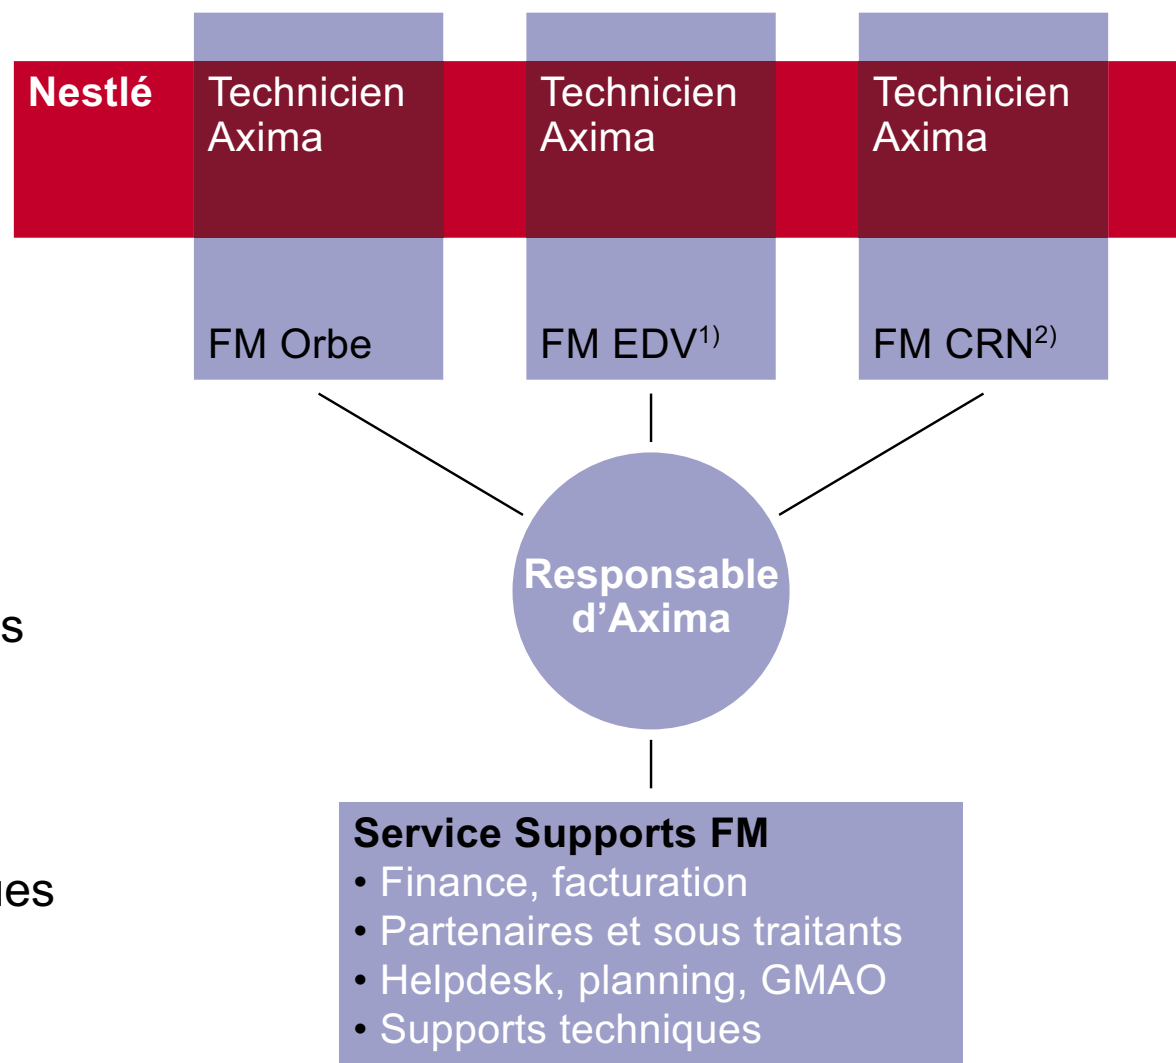 Nestlé
Technicien
Axima
Technicien
Axima
Technicien
Axima
FM Orbe
FM EDV1)
FM CRN2)
Responsable
d’Axima
s
ues
Service Supports FM
• Finance, facturation
• Partenaires et sous traitants
• Helpdesk, planning, GMAO
• Supports techniques